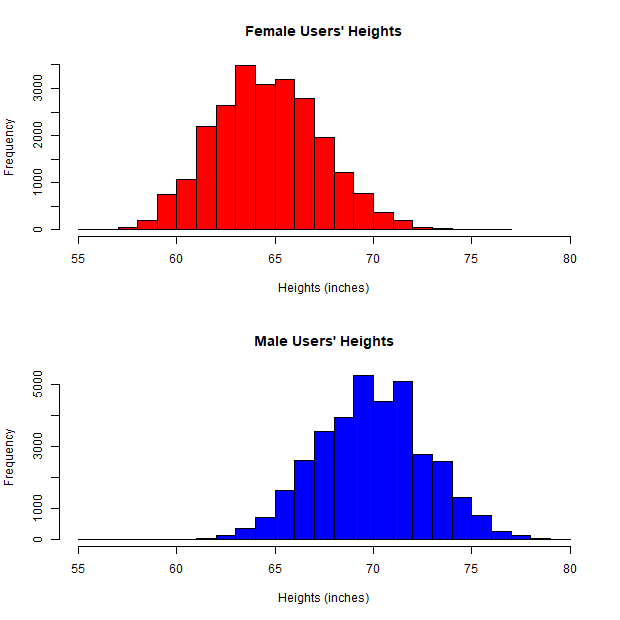 Female Users' Heights
Frequency
3000
2000
1000
0
55 60 65 70 75 80
Heights (inches)
Male Users' Heights
Frequency
5000
3000
1000
0
55 60 65 70 75 80
Heights (inches)